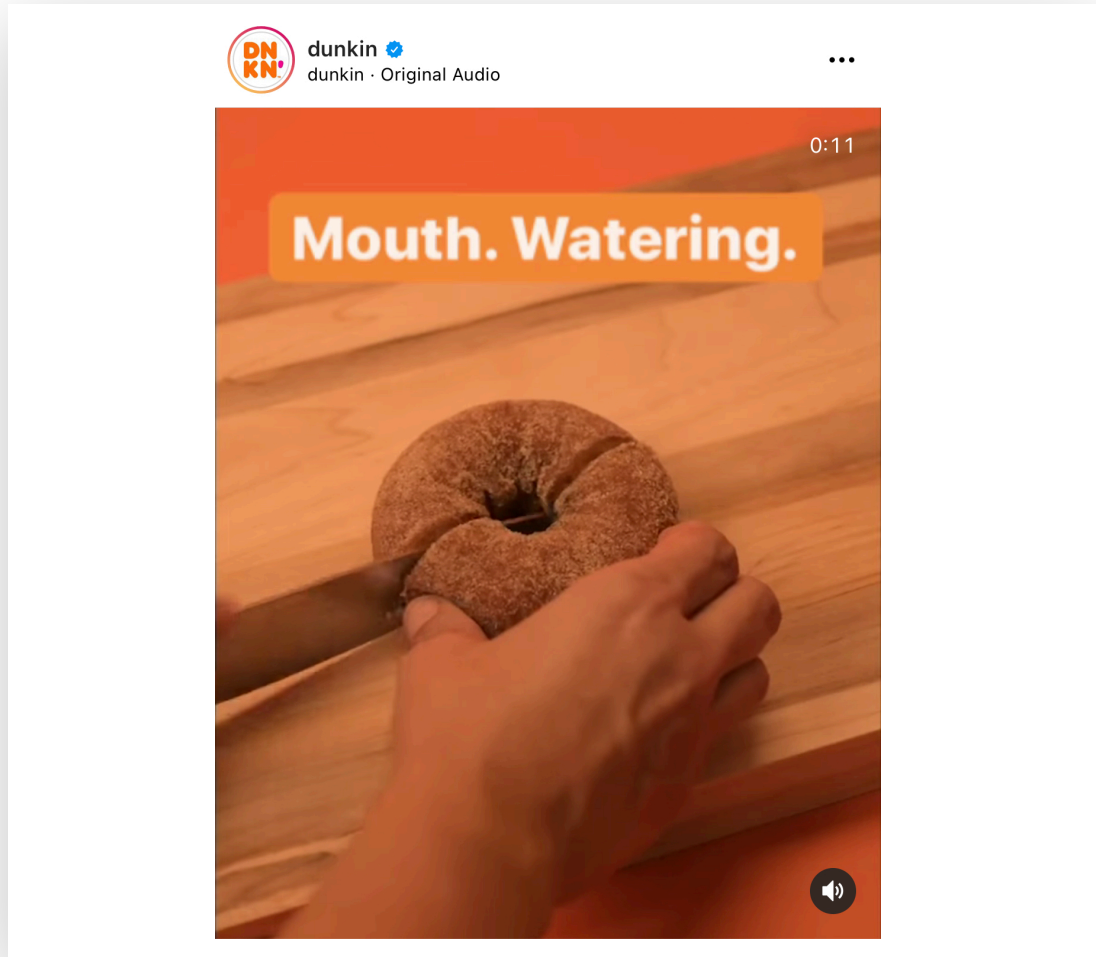 DN
KN'
dunkin
dunkin · Original Audio
0:11
Mouth. Watering.